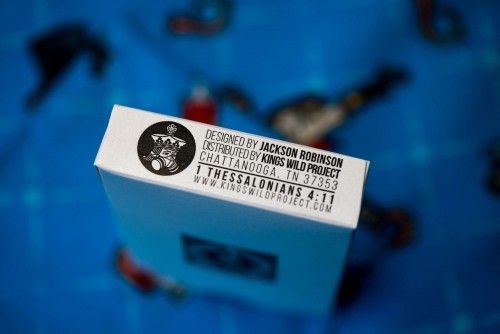 DESIGNED BY JACKSON ROBINSON
DISTRIBUTED BY KINGS WILD PROJECT
CHATTANOOGA, TN 37353
1 THESSALONIANS 4:11
WWW.KINGSWILDPROJECT.COM